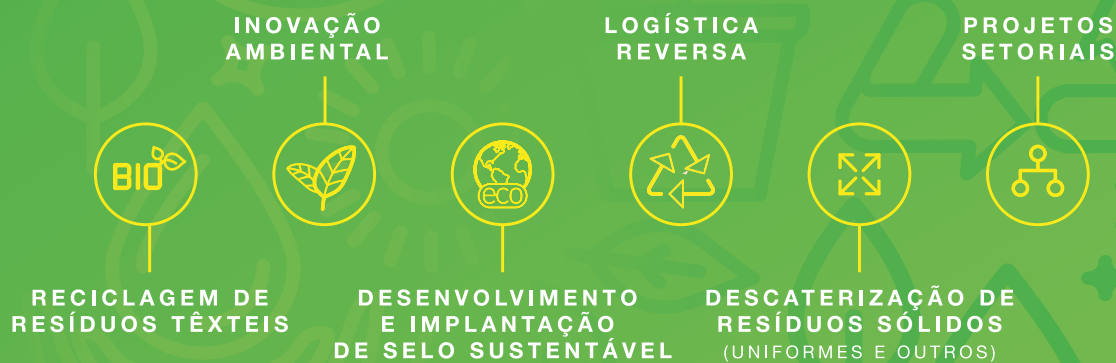 INOVAÇÃO
AMBIENTAL
LOGÍSTICA
REVERSA
PROJETOS
SETORIAIS
BIO
eco
RECICLAGEM DE
RESÍDUOS TÊXTEIS
DESENVOLVIMENTO
E IMPLANTAÇÃO
DE SELO SUSTENTÁVEL
DESCATERIZAÇÃO DE
RESÍDUOS SÓLIDOS
(UNIFORMES E OUTROS)